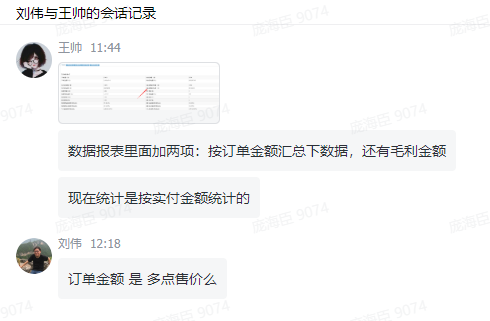 刘伟与王帅的会话记录
王帅 11:44
数据报表里面加两项：按订单金额汇总下数据，还有毛利金额
现在统计是按实付金额统计的
刘伟 12:18
订单金额 是 多点售价么
庞海臣 9074